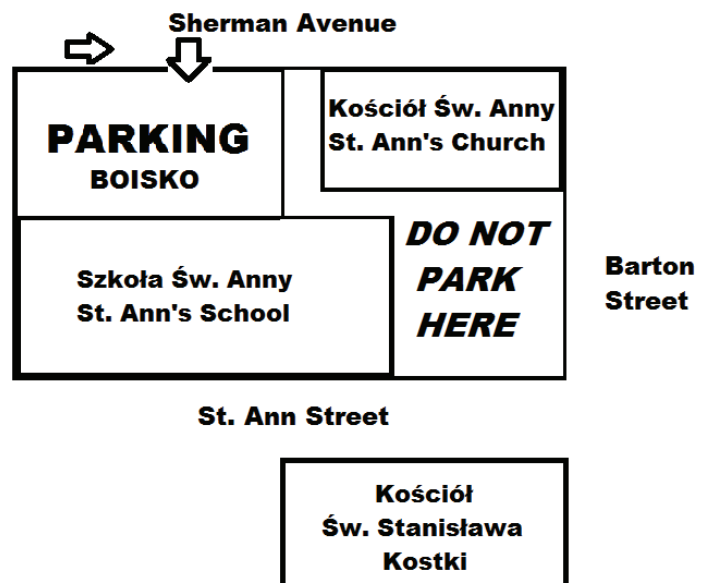 Sherman Avenue
PARKING
BOISKO
Kościół Św. Anny
St. Ann's Church
DO NOT
PARK
HERE
Szkoła Św. Anny
St. Ann's School
Barton
Street
St. Ann Street
Kościół
Św. Stanisława
Kostki